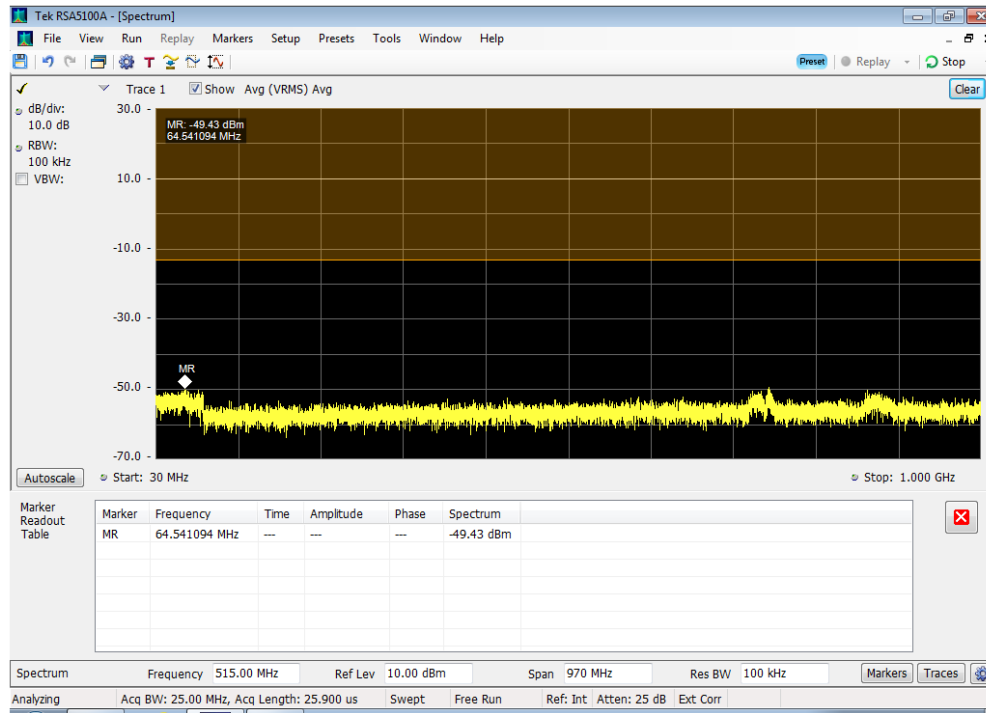 Tek RSA5100A - [Spectrum]
File View Run Replay Markers Setup Presets Tools Window Help
T Preset Replay Stop
Trace 1 Show Avg (VRMS) Avg Clear
dB/div:
10.0 dB
RBW:
100 kHz
VBW:
30.0 -
10.0 -
-10.0 -
-30.0 -
-50.0 -
-70.0 -
MR: -49.43 dBm
64.541094 MHz
MR
Autoscale Start: 30 MHz Stop: 1.000 GHz
Marker
Readout
Table
Marker Frequency Time Amplitude Phase Spectrum
MR 64.541094 MHz --- --- --- -49.43 dBm
Spectrum Frequency 515.00 MHz Ref Lev 10.00 dBm Span 970 MHz Res BW 100 kHz Markers Traces
Analyzing Acq BW: 25.00 MHz, Acq Length: 25.900 us Swept Free Run Ref: Int Atten: 25 dB Ext Corr